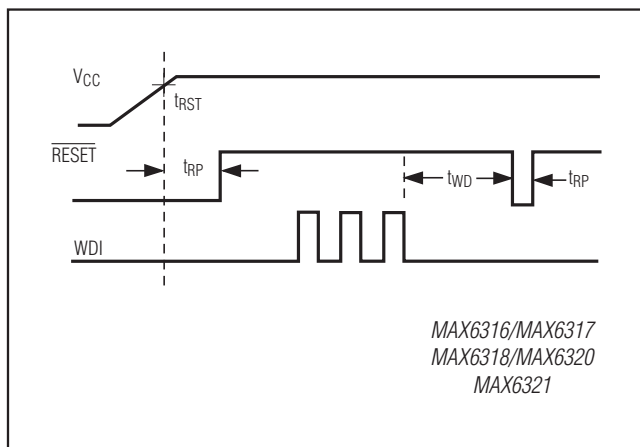 VCC
tRST
RESET
tRP
tWD
tRP
WDI
MAX6316/MAX6317
MAX6318/MAX6320
MAX6321